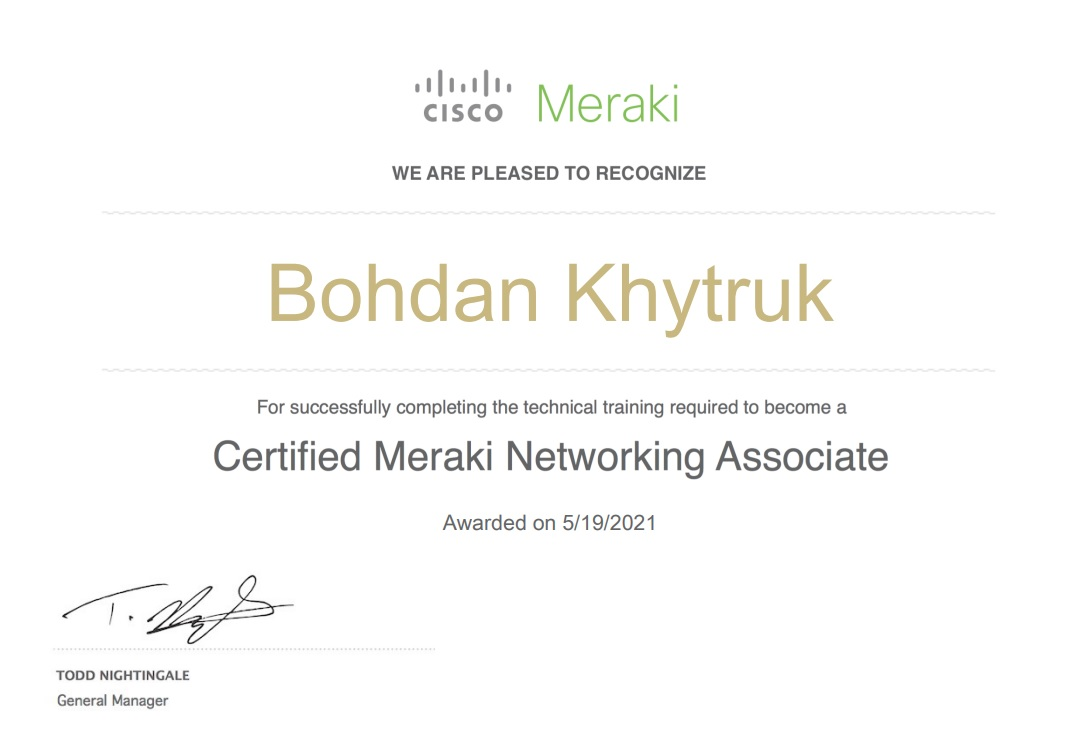 CISCO Meraki
WE ARE PLEASED TO RECOGNIZE
Bohdan Khytruk
For successfully completing the technical training required to become a
Certified Meraki Networking Associate
Awarded on 5/19/2021
TODD NIGHTINGALE
General Manager